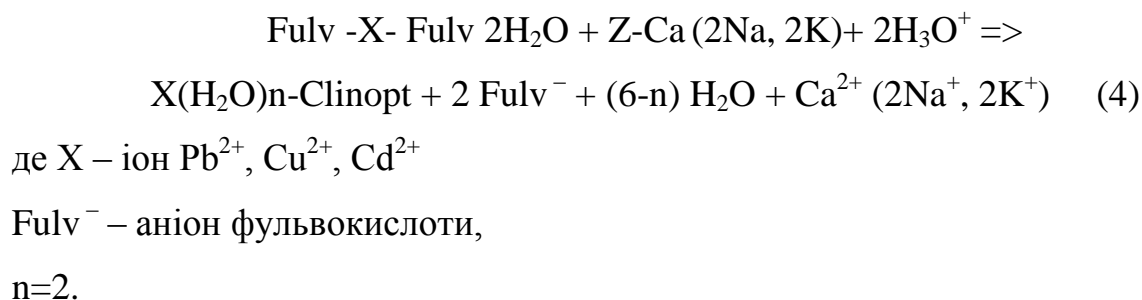 Fulv -X- Fulv 2H₂O + Z-Ca (2Na, 2K)+ 2H₃O⁺ =>
X(H₂O)n-Clinopt + 2 Fulv⁻ + (6-n) H₂O + Ca²⁺ (2Na⁺, 2K⁺) (4)
де X – іон Pb²⁺, Cu²⁺, Cd²⁺
Fulv⁻ – аніон фульвокислоти,
n=2.